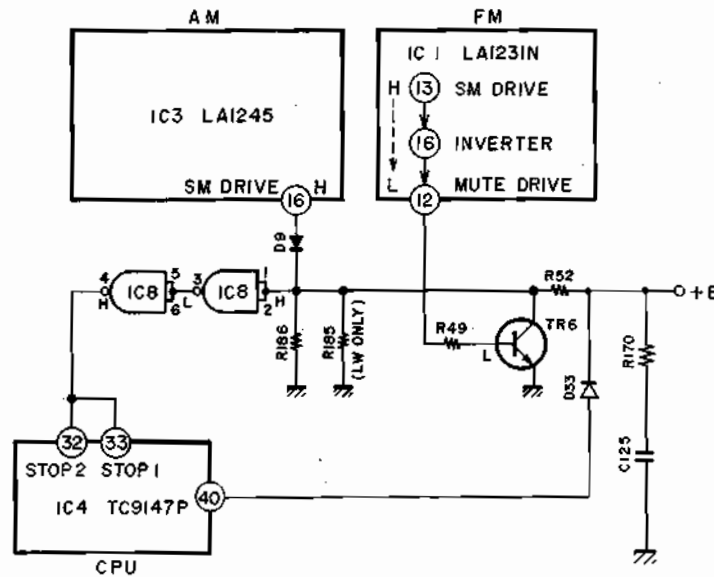 AM
FM
IC3 LA1245
SM DRIVE
16
H
IC1 LA1231N
H
13
SM DRIVE
16
INVERTER
L
12
MUTE DRIVE
D9
4
H
IC8
5
6
L
3
IC8
1
2
H
R186
R185
(LW ONLY)
R49
L
TR6
R52
+B
D33
R170
C125
32
33
STOP2
STOP1
IC4 TC9147P
40
CPU